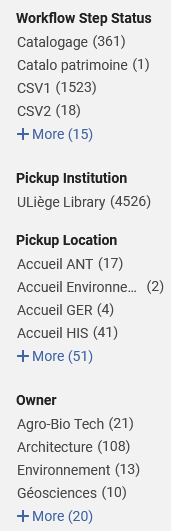 Workflow Step Status
Catalogage (361)
Catalo patrimoine (1)
CSV1 (1523)
CSV2 (18)
+ More (15)
Pickup Institution
ULiège Library (4526)
Pickup Location
Accueil ANT (17)
Accueil Environne... (2)
Accueil GER (4)
Accueil HIS (41)
+ More (51)
Owner
Agro-Bio Tech (21)
Architecture (108)
Environnement (13)
Géosciences (10)
+ More (20)